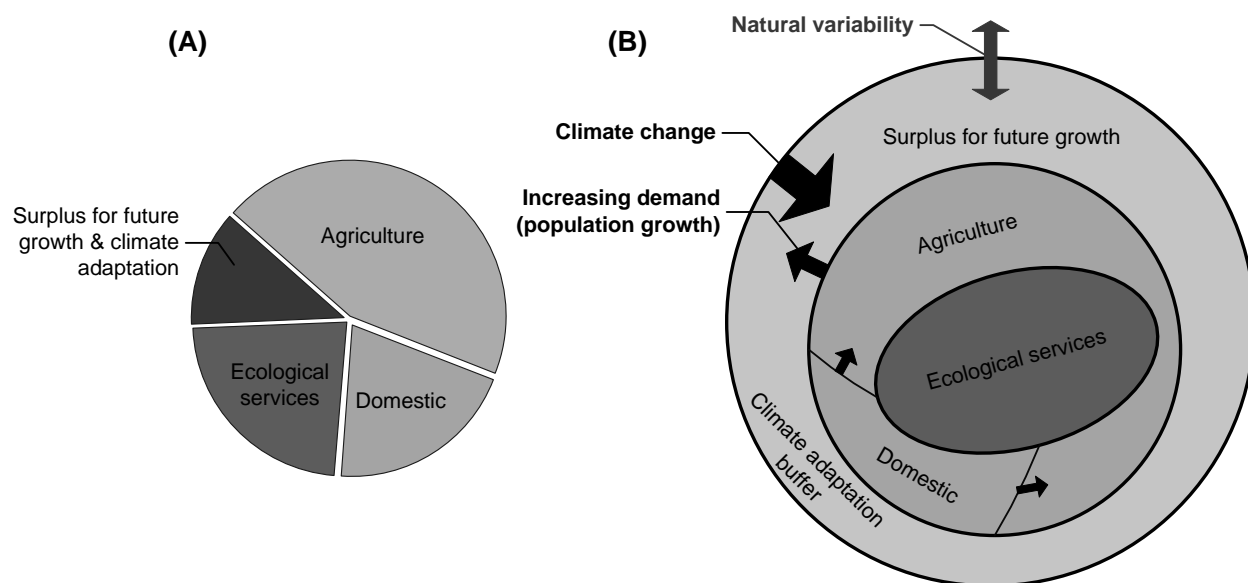 (A)
Surplus for future
growth & climate
adaptation
Agriculture
Ecological
services
Domestic
(B)
Natural variability
Climate change
Increasing demand
(population growth)
Surplus for future growth
Agriculture
Ecological services
Domestic
Climate adaptation
buffer